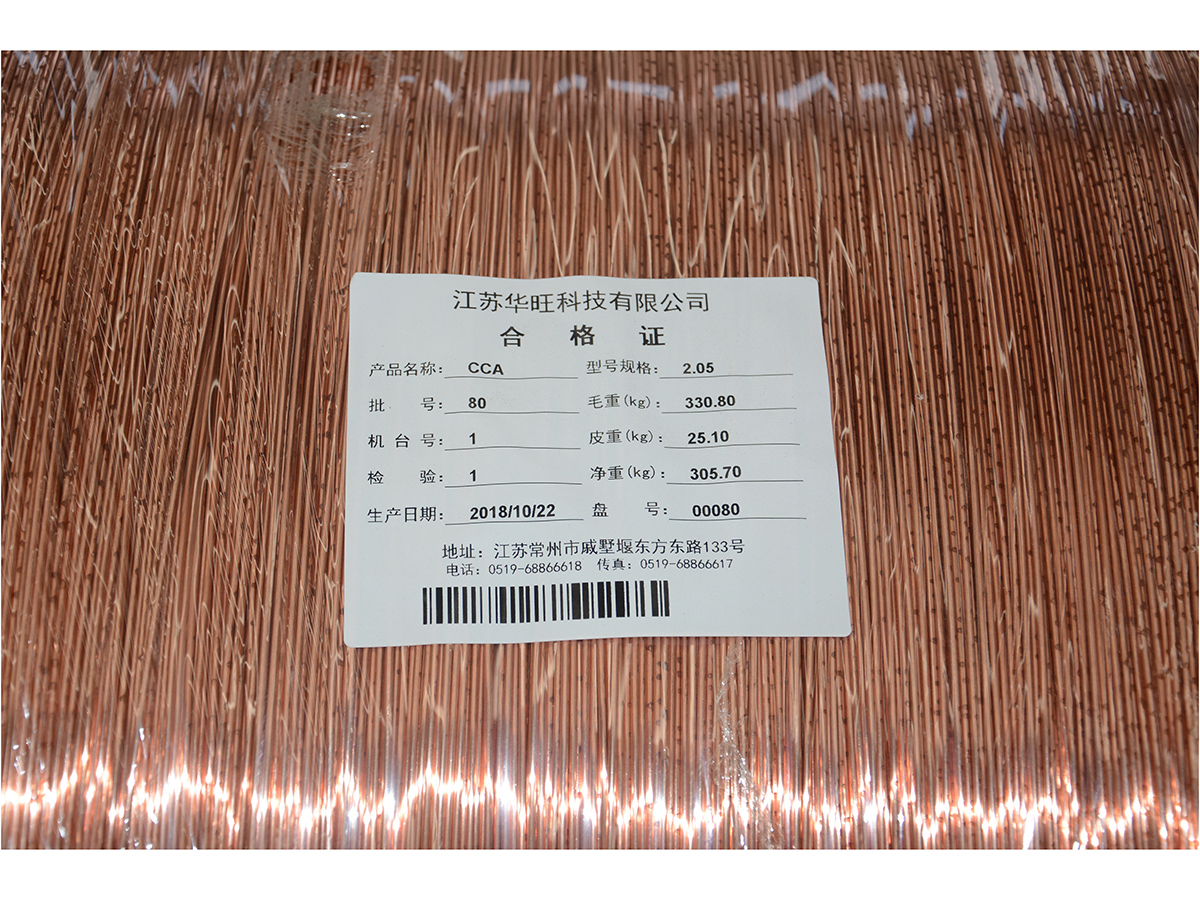 江苏华旺科技有限公司
合 格 证
产品名称： CCA 型号规格： 2.05
批 号： 80 毛重(kg)： 330.80
机 台 号： 1 皮重(kg)： 25.10
检 验： 1 净重(kg)： 305.70
生产日期： 2018/10/22 盘 号： 00080
地址：江苏常州市戚墅堰东方东路133号
电话：0519-68866618 传真：0519-68866617